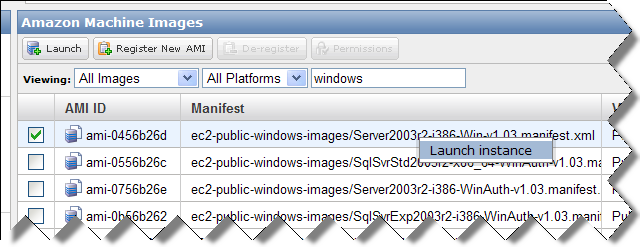 Amazon Machine Images
Launch Register New AMI De-register Permissions
Viewing: All Images All Platforms windows
AMI ID Manifest
ami-0456b26d ec2-public-windows-images/Server2003r2-i386-Win-v1.03.manifest.xml
Launch instance
ami-0556b26c ec2-public-windows-images/SqlSvrStd2003r2-x86_64-WinAuth-v1.03.man
ami-0756b26e ec2-public-windows-images/Server2003r2-i386-WinAuth-v1.03.manifest.
ami-0b56b262 ec2-public-windows-images/SqlSvrExp2003r2-i386-WinAuth-v1.03.mani